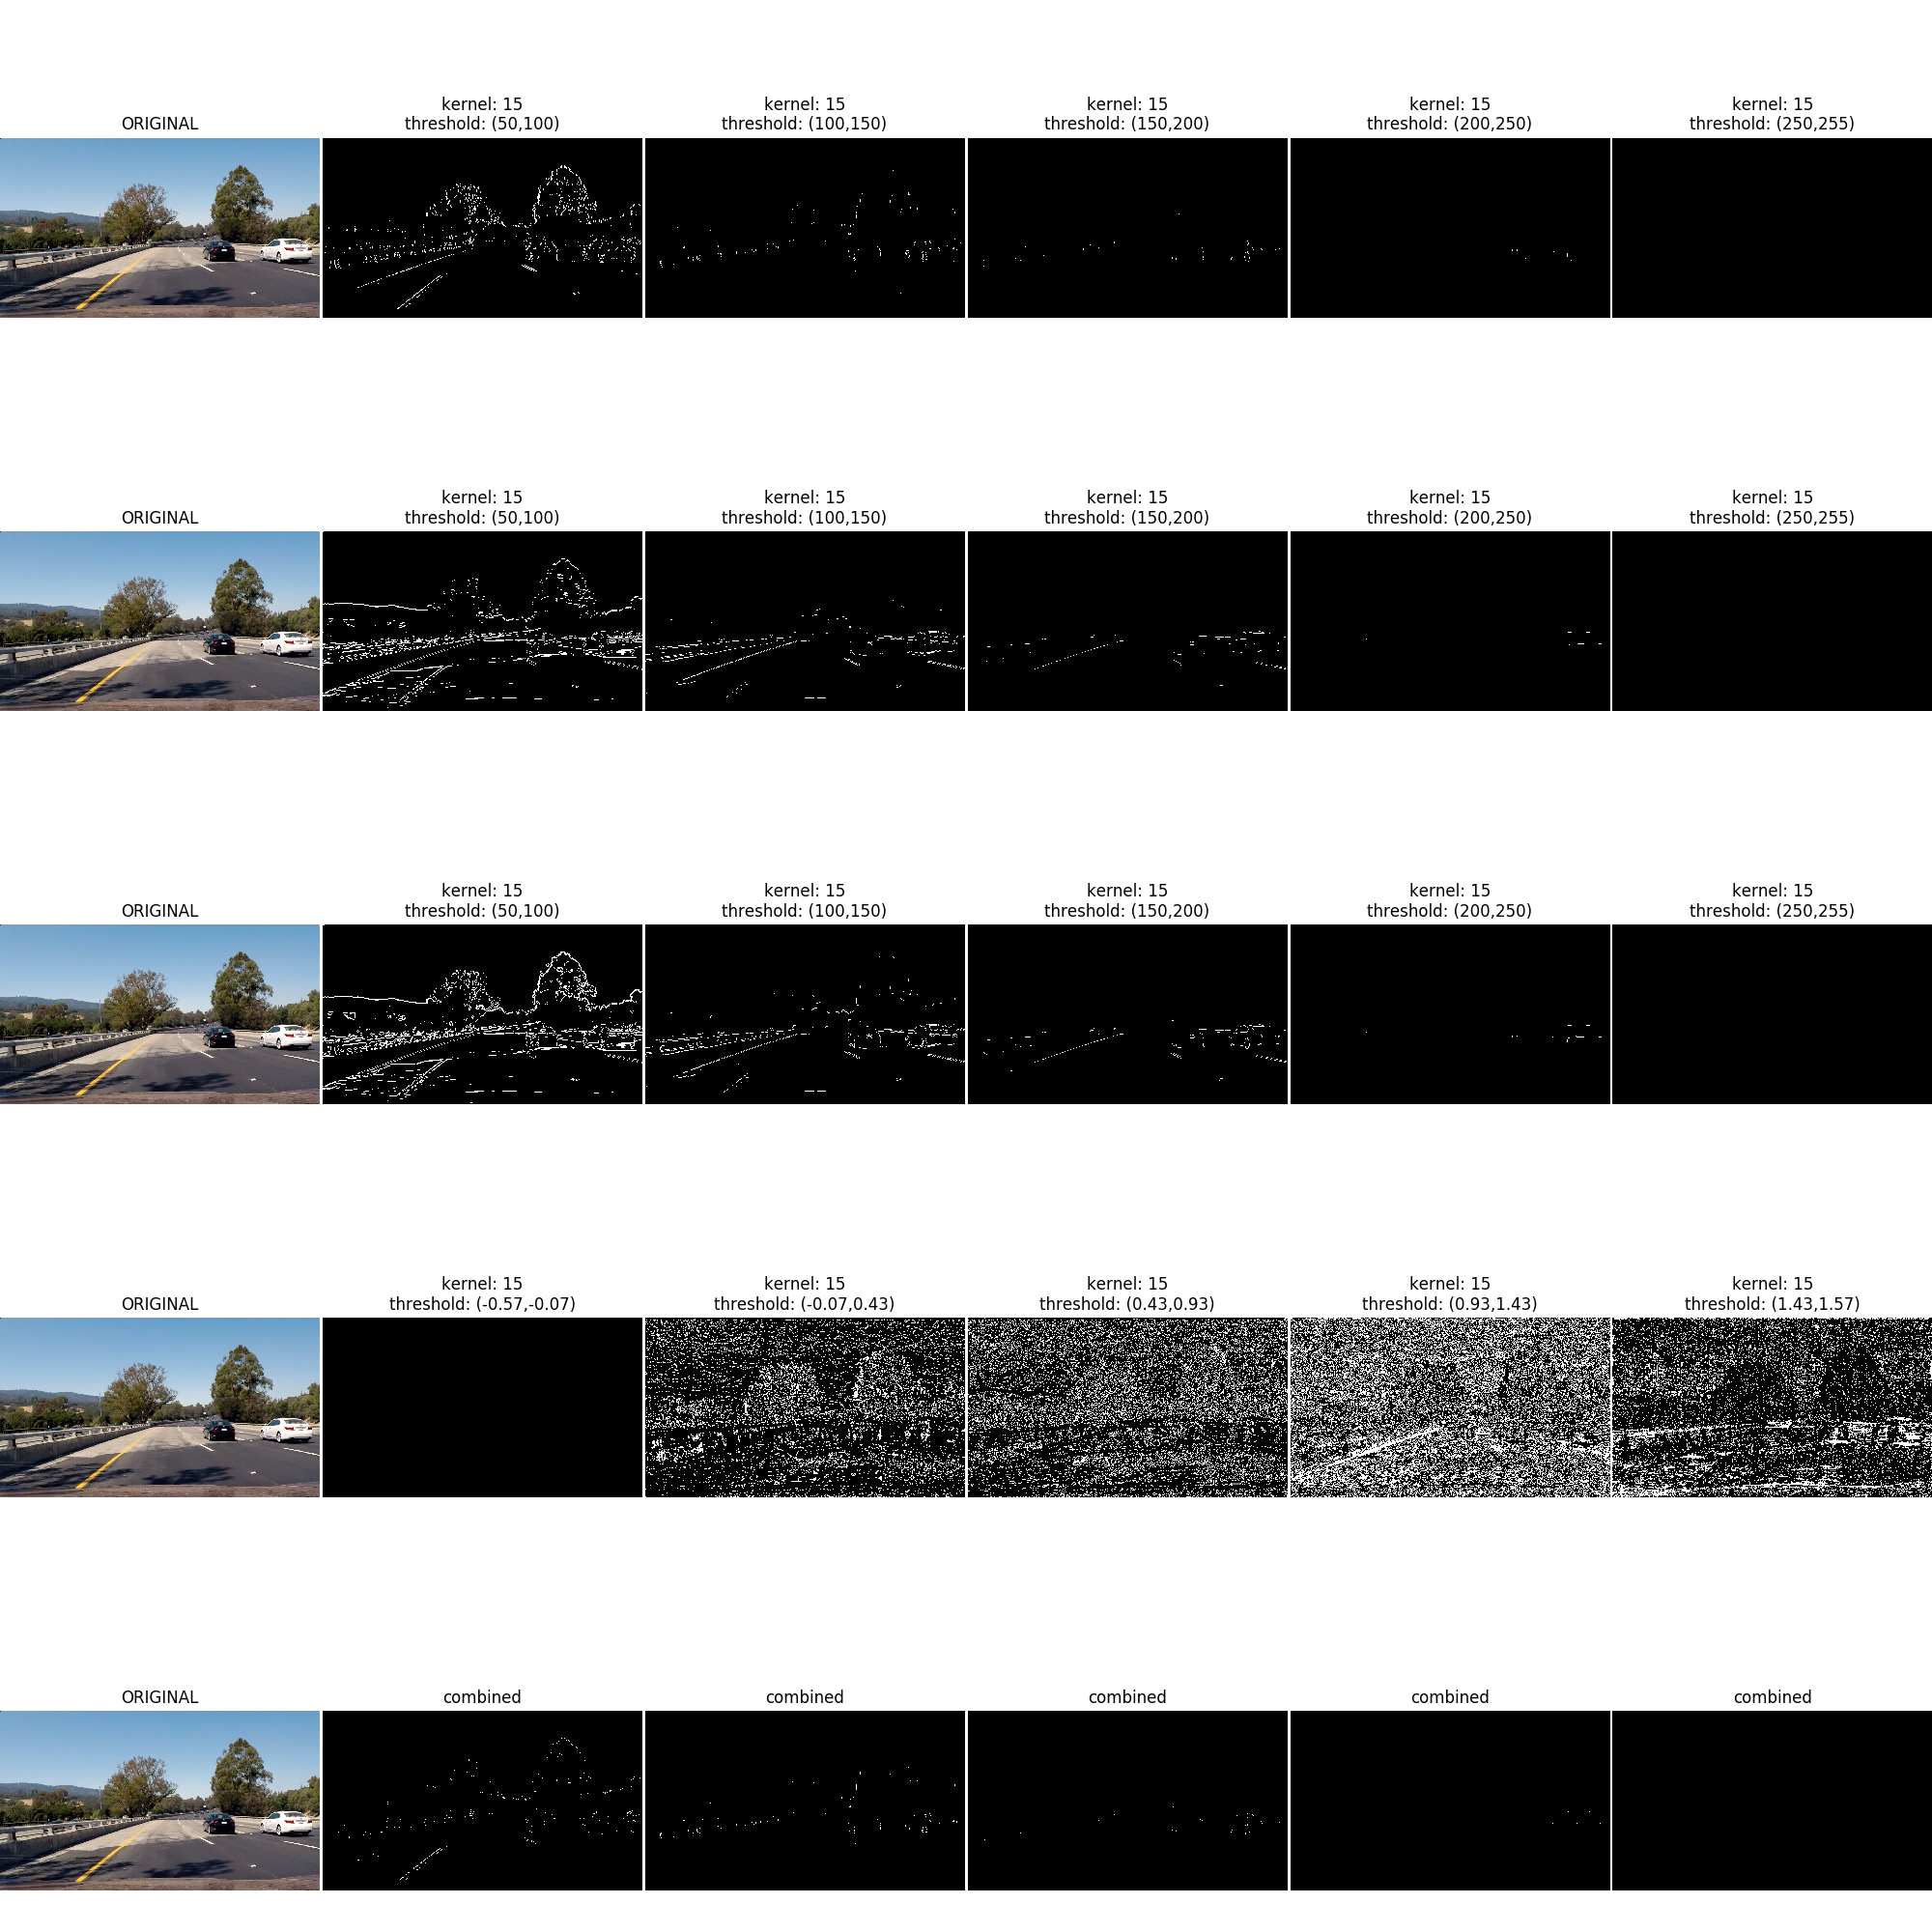 kernel: 15 kernel: 15 kernel: 15 kernel: 15 kernel: 15
ORIGINAL threshold: (50,100) threshold: (100,150) threshold: (150,200) threshold: (200,250) threshold: (250,255)
kernel: 15 kernel: 15 kernel: 15 kernel: 15 kernel: 15
ORIGINAL threshold: (50,100) threshold: (100,150) threshold: (150,200) threshold: (200,250) threshold: (250,255)
kernel: 15 kernel: 15 kernel: 15 kernel: 15 kernel: 15
ORIGINAL threshold: (50,100) threshold: (100,150) threshold: (150,200) threshold: (200,250) threshold: (250,255)
kernel: 15 kernel: 15 kernel: 15 kernel: 15 kernel: 15
ORIGINAL threshold: (-0.57,-0.07) threshold: (-0.07,0.43) threshold: (0.43,0.93) threshold: (0.93,1.43) threshold: (1.43,1.57)
ORIGINAL combined combined combined combined combined